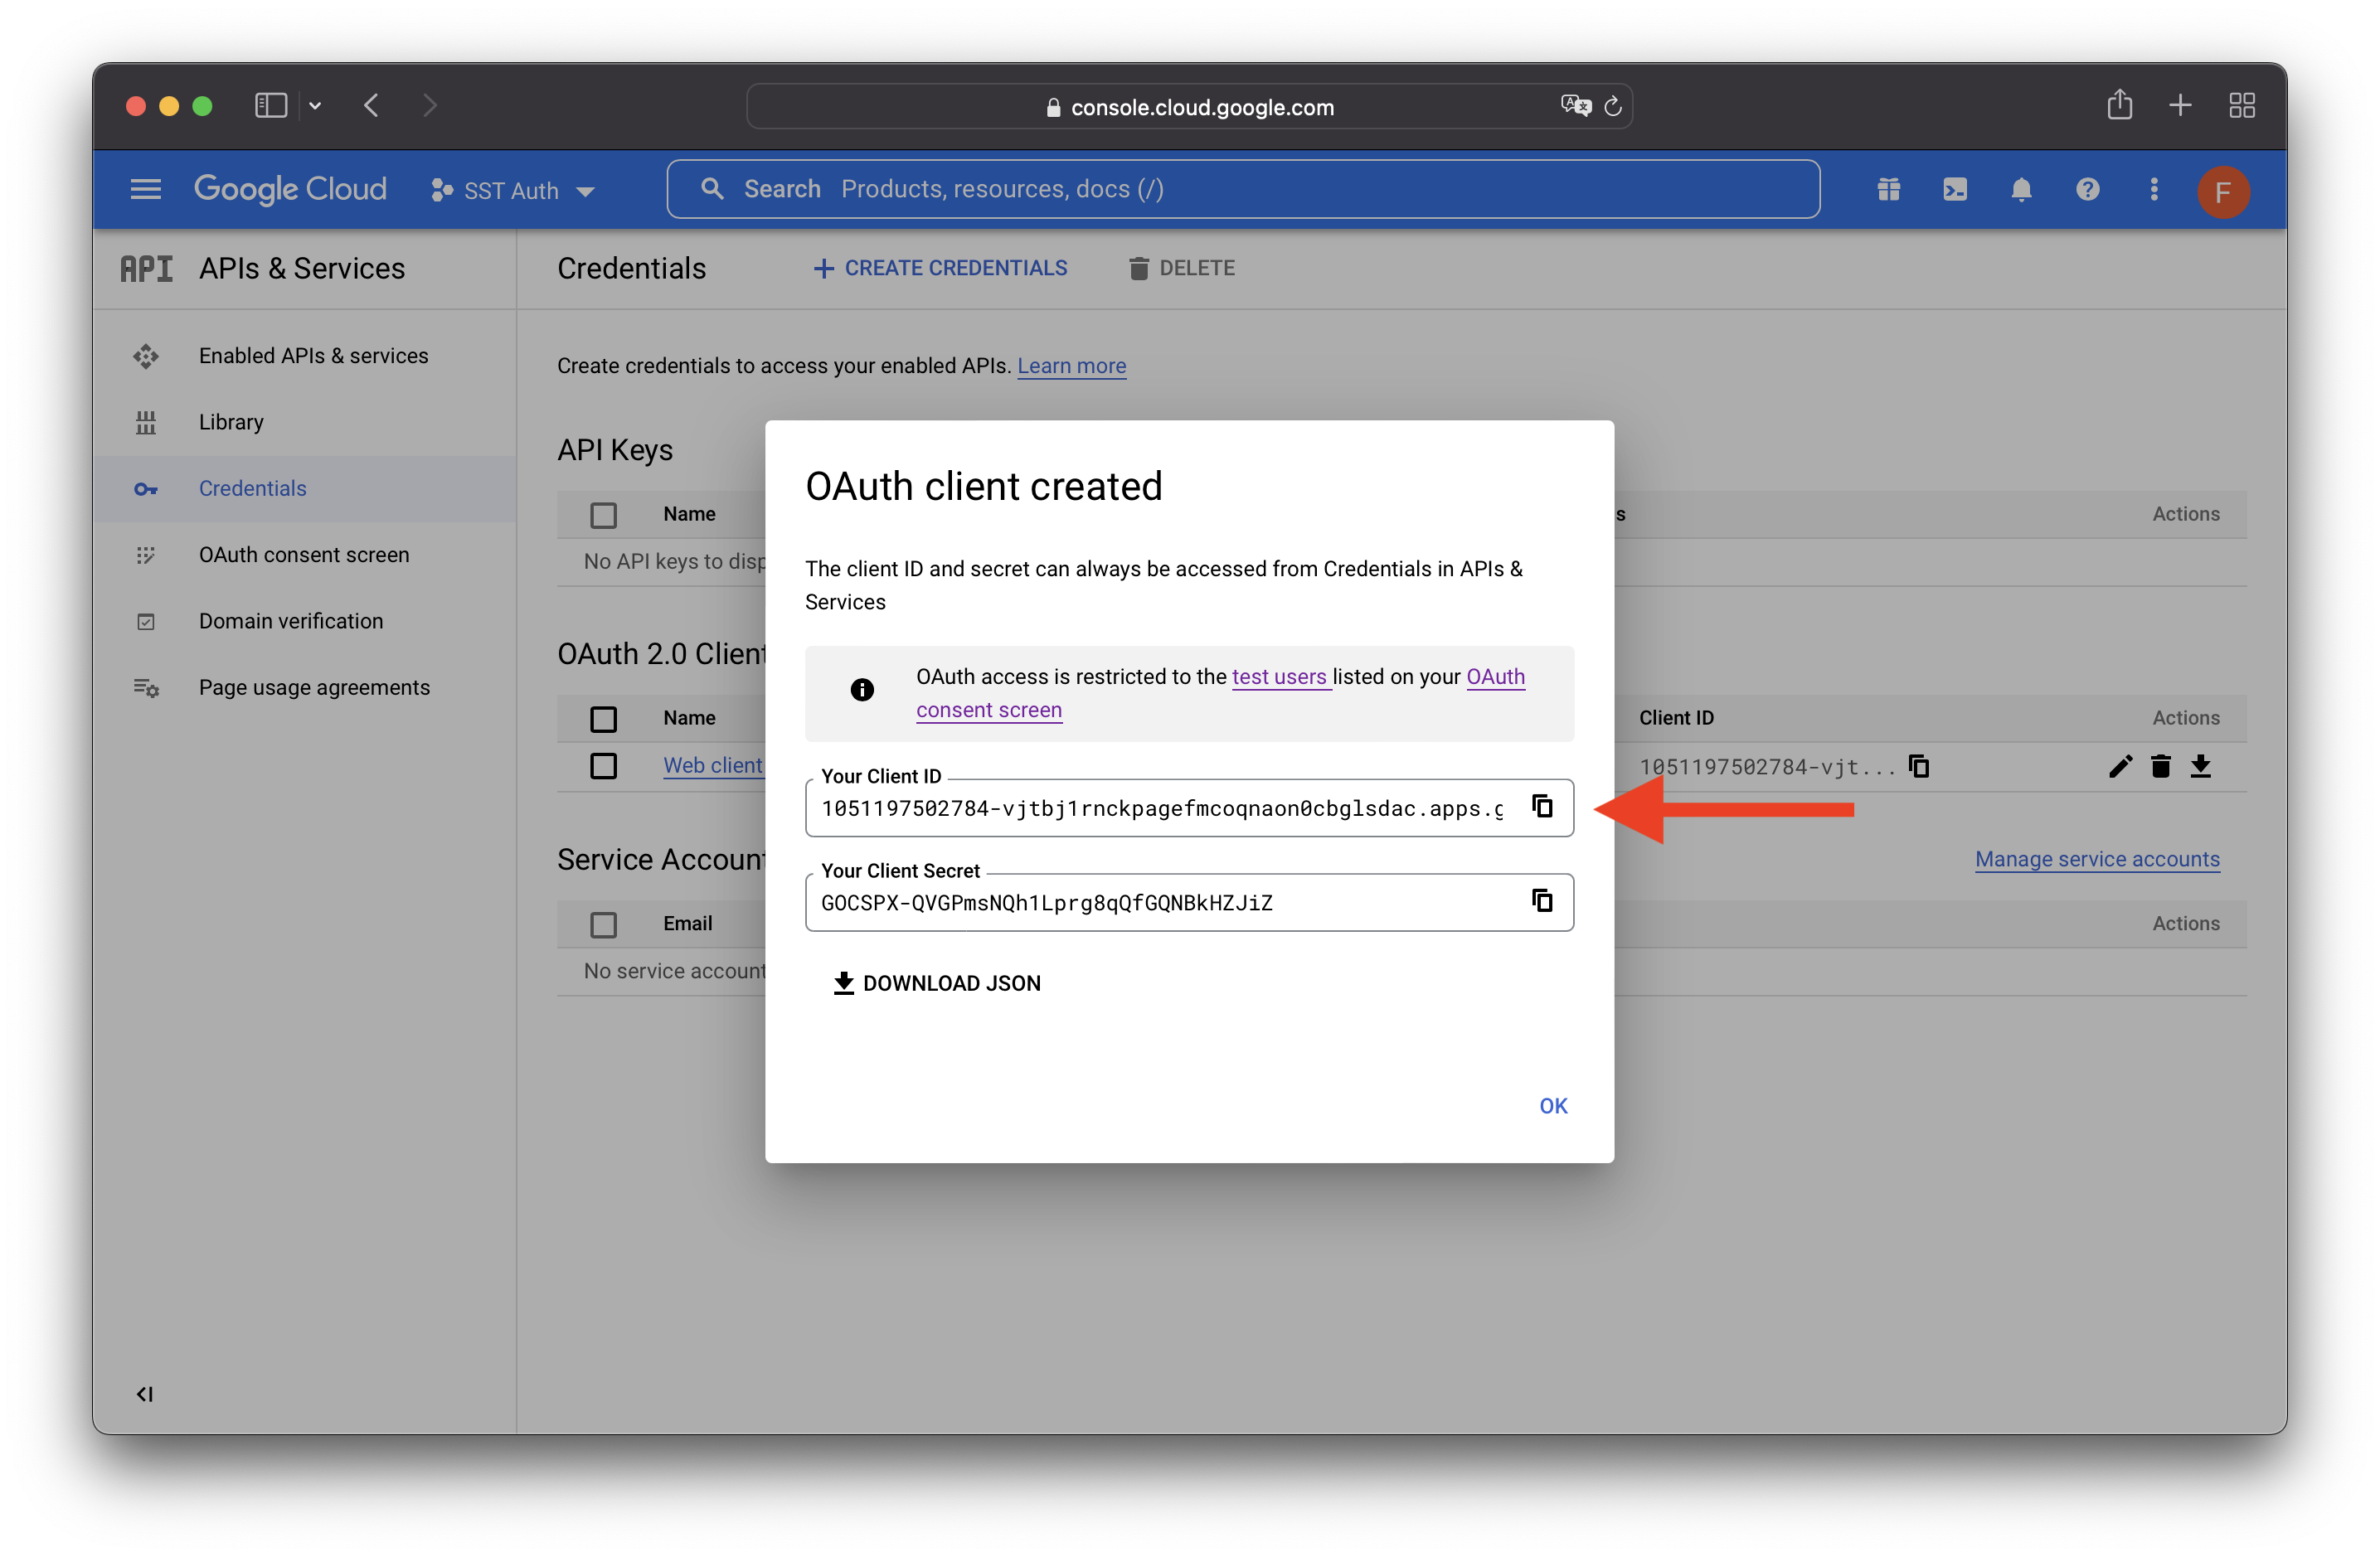 console.cloud.google.com
Google Cloud
SST Auth
Search Products, resources, docs (/)
F
API APIs & Services
Credentials
CREATE CREDENTIALS
DELETE
Enabled APIs & services
Library
Credentials
OAuth consent screen
Domain verification
Page usage agreements
Create credentials to access your enabled APIs. Learn more
API Keys
Name
s
Actions
No API keys to disp
OAuth 2.0 Client
Name
Client ID
Actions
Web client
1051197502784-vjt...
Service Account
Manage service accounts
Email
Actions
No service account
OAuth client created
The client ID and secret can always be accessed from Credentials in APIs &
Services
OAuth access is restricted to the test users listed on your OAuth
consent screen
Your Client ID
1051197502784-vjtbj1rnckpagefmcoqnaon0cbglsdac.apps.g
Your Client Secret
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
DOWNLOAD JSON
OK